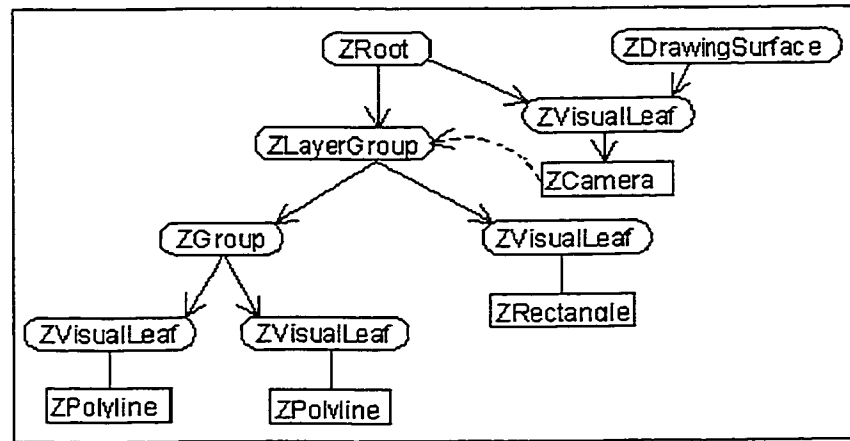 ZRoot
ZDrawingSurface
ZVisualLeaf
ZLayerGroup
ZCamera
ZGroup
ZVisualLeaf
ZRectangle
ZVisualLeaf
ZVisualLeaf
ZPolyline
ZPolyline